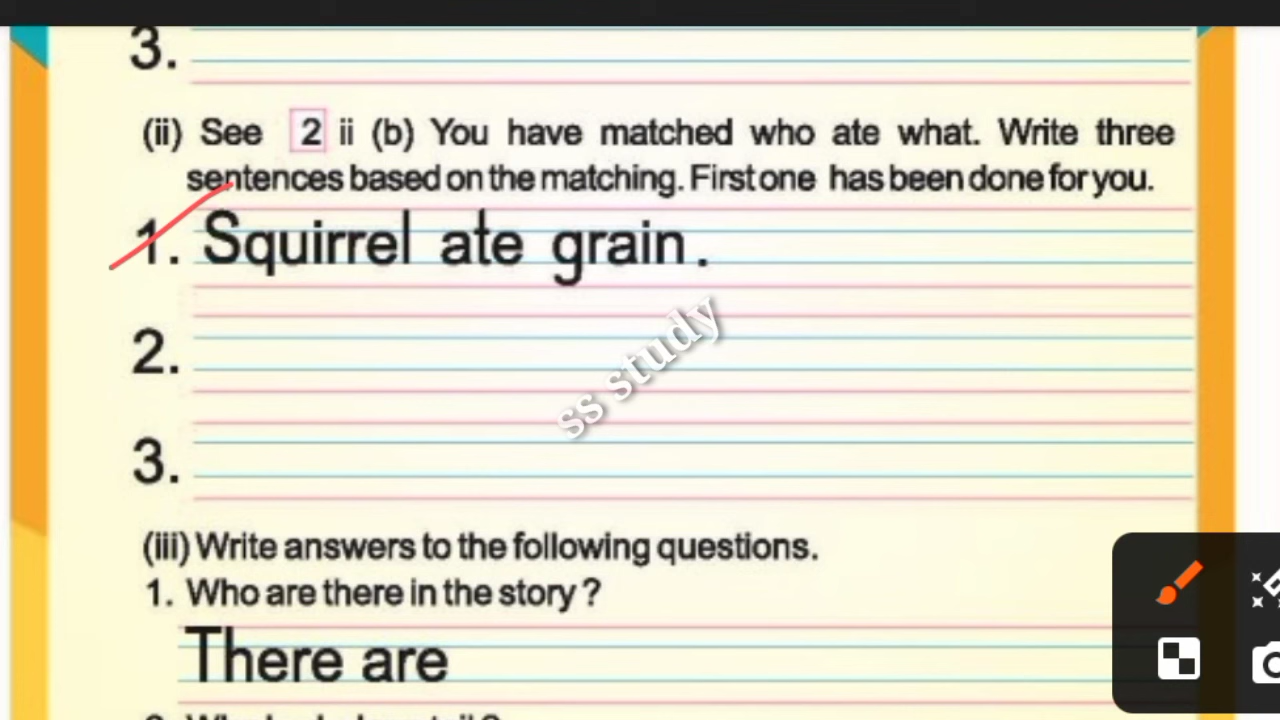 3.
(ii) See 2 ii (b) You have matched who ate what. Write three
sentences based on the matching. First one has been done for you.
1. Squirrel ate grain.
2.
ss study
3.
(iii) Write answers to the following questions.
1. Who are there in the story ?
There are